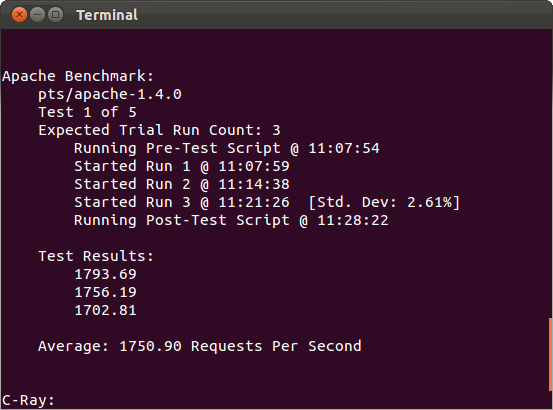 Terminal
Apache Benchmark:
pts/apache-1.4.0
Test 1 of 5
Expected Trial Run Count: 3
Running Pre-Test Script @ 11:07:54
Started Run 1 @ 11:07:59
Started Run 2 @ 11:14:38
Started Run 3 @ 11:21:26 [Std. Dev: 2.61%]
Running Post-Test Script @ 11:28:22
Test Results:
1793.69
1756.19
1702.81
Average: 1750.90 Requests Per Second
C-Ray: